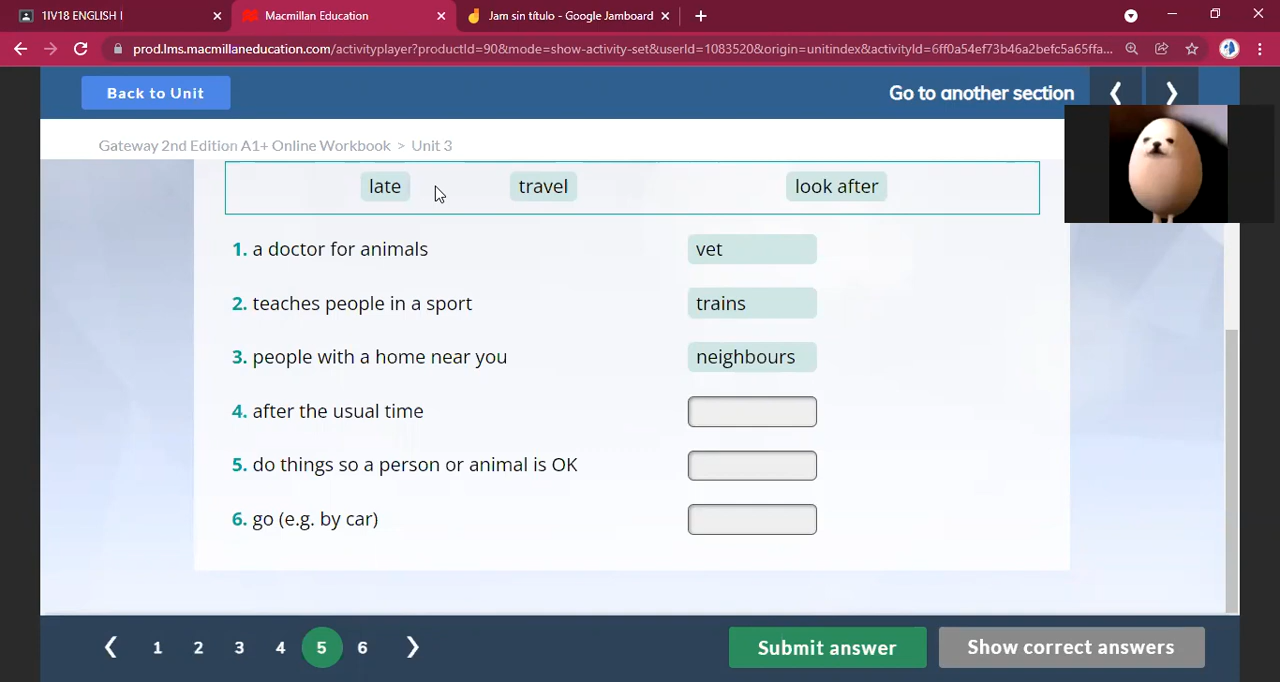 1IV18 ENGLISH I
Macmillan Education
Jam sin título - Google Jamboard
prod.lms.macmillaneducation.com/activityplayer?productId=90&mode=show-activity-set&userId=1083520&origin=unitindex&activityId=6ff0a54ef73b46a2befc5a65ffa...
Back to Unit
Go to another section
Gateway 2nd Edition A1+ Online Workbook > Unit 3
late travel look after
1. a doctor for animals vet
2. teaches people in a sport trains
3. people with a home near you neighbours
4. after the usual time
5. do things so a person or animal is OK
6. go (e.g. by car)
1 2 3 4 5 6
Submit answer
Show correct answers